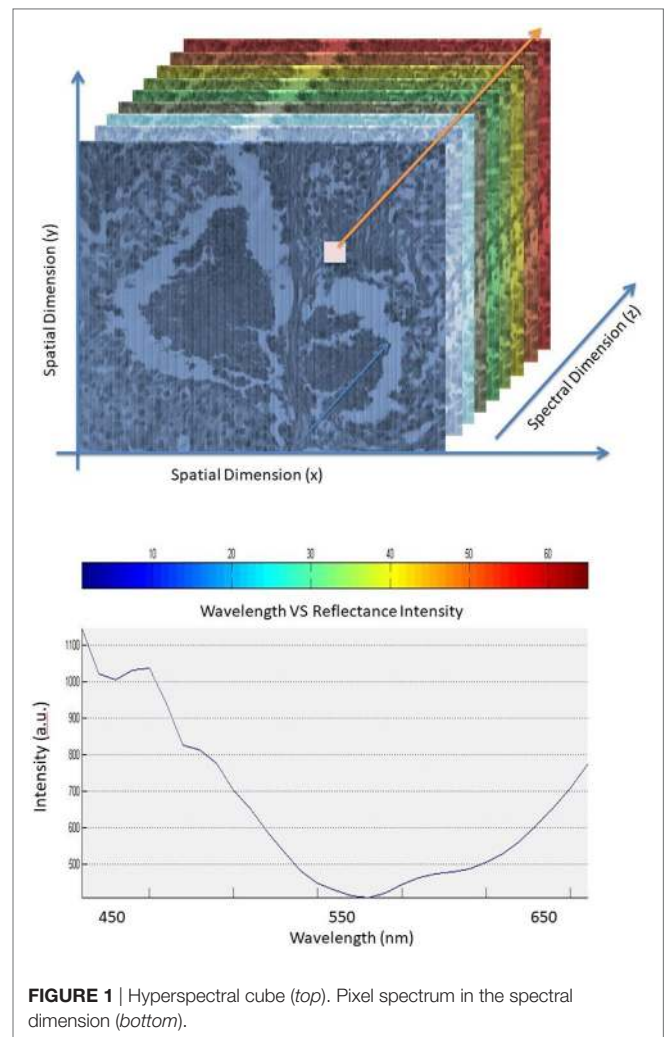 Spatial Dimension (y)
Spectral Dimension (z)
Spatial Dimension (x)
10 20 30 40 50 60
Wavelength VS Reflectance Intensity
Intensity (a.u.)
1100
1000
900
800
700
600
500
450 550 650
Wavelength (nm)
FIGURE 1 | Hyperspectral cube (top). Pixel spectrum in the spectral
dimension (bottom).